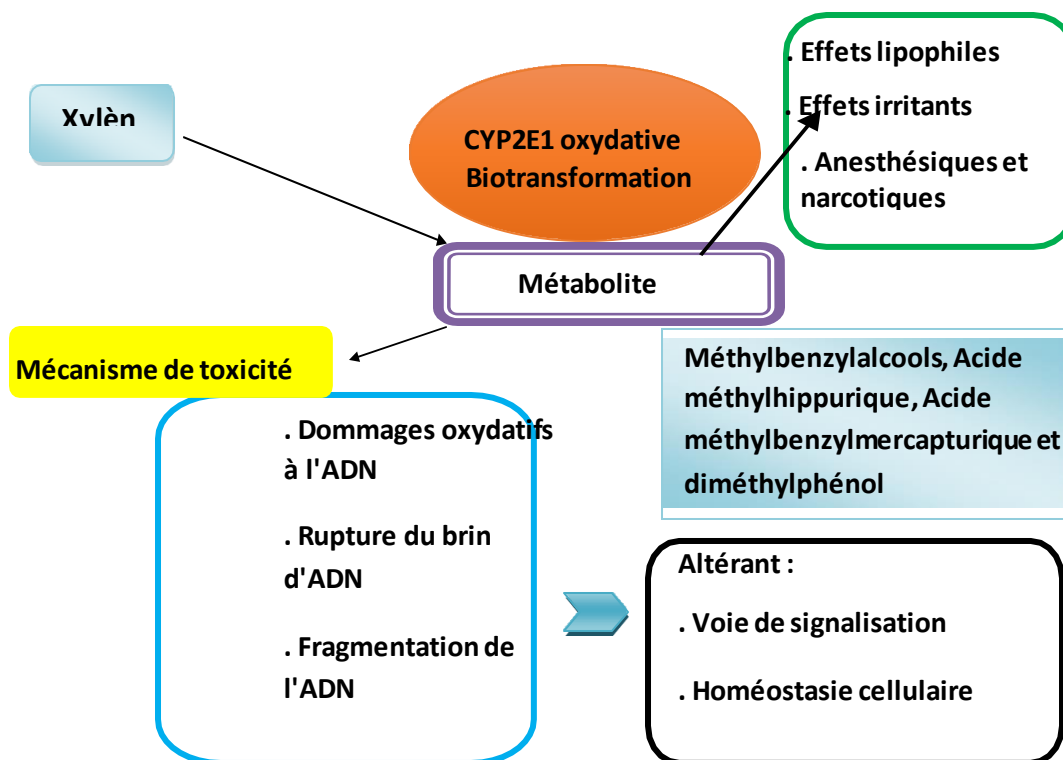 Xylèn
CYP2E1 oxydative
Biotransformation
. Effets lipophiles
. Effets irritants
. Anesthésiques et
narcotiques
Métabolite
Mécanisme de toxicité
Méthylbenzylalcools, Acide
méthylhippurique, Acide
méthylbenzylmercapturique et
diméthylphénol
. Dommages oxydatifs
à l'ADN
. Rupture du brin
d'ADN
. Fragmentation de
l'ADN
Altérant :
. Voie de signalisation
. Homéostasie cellulaire